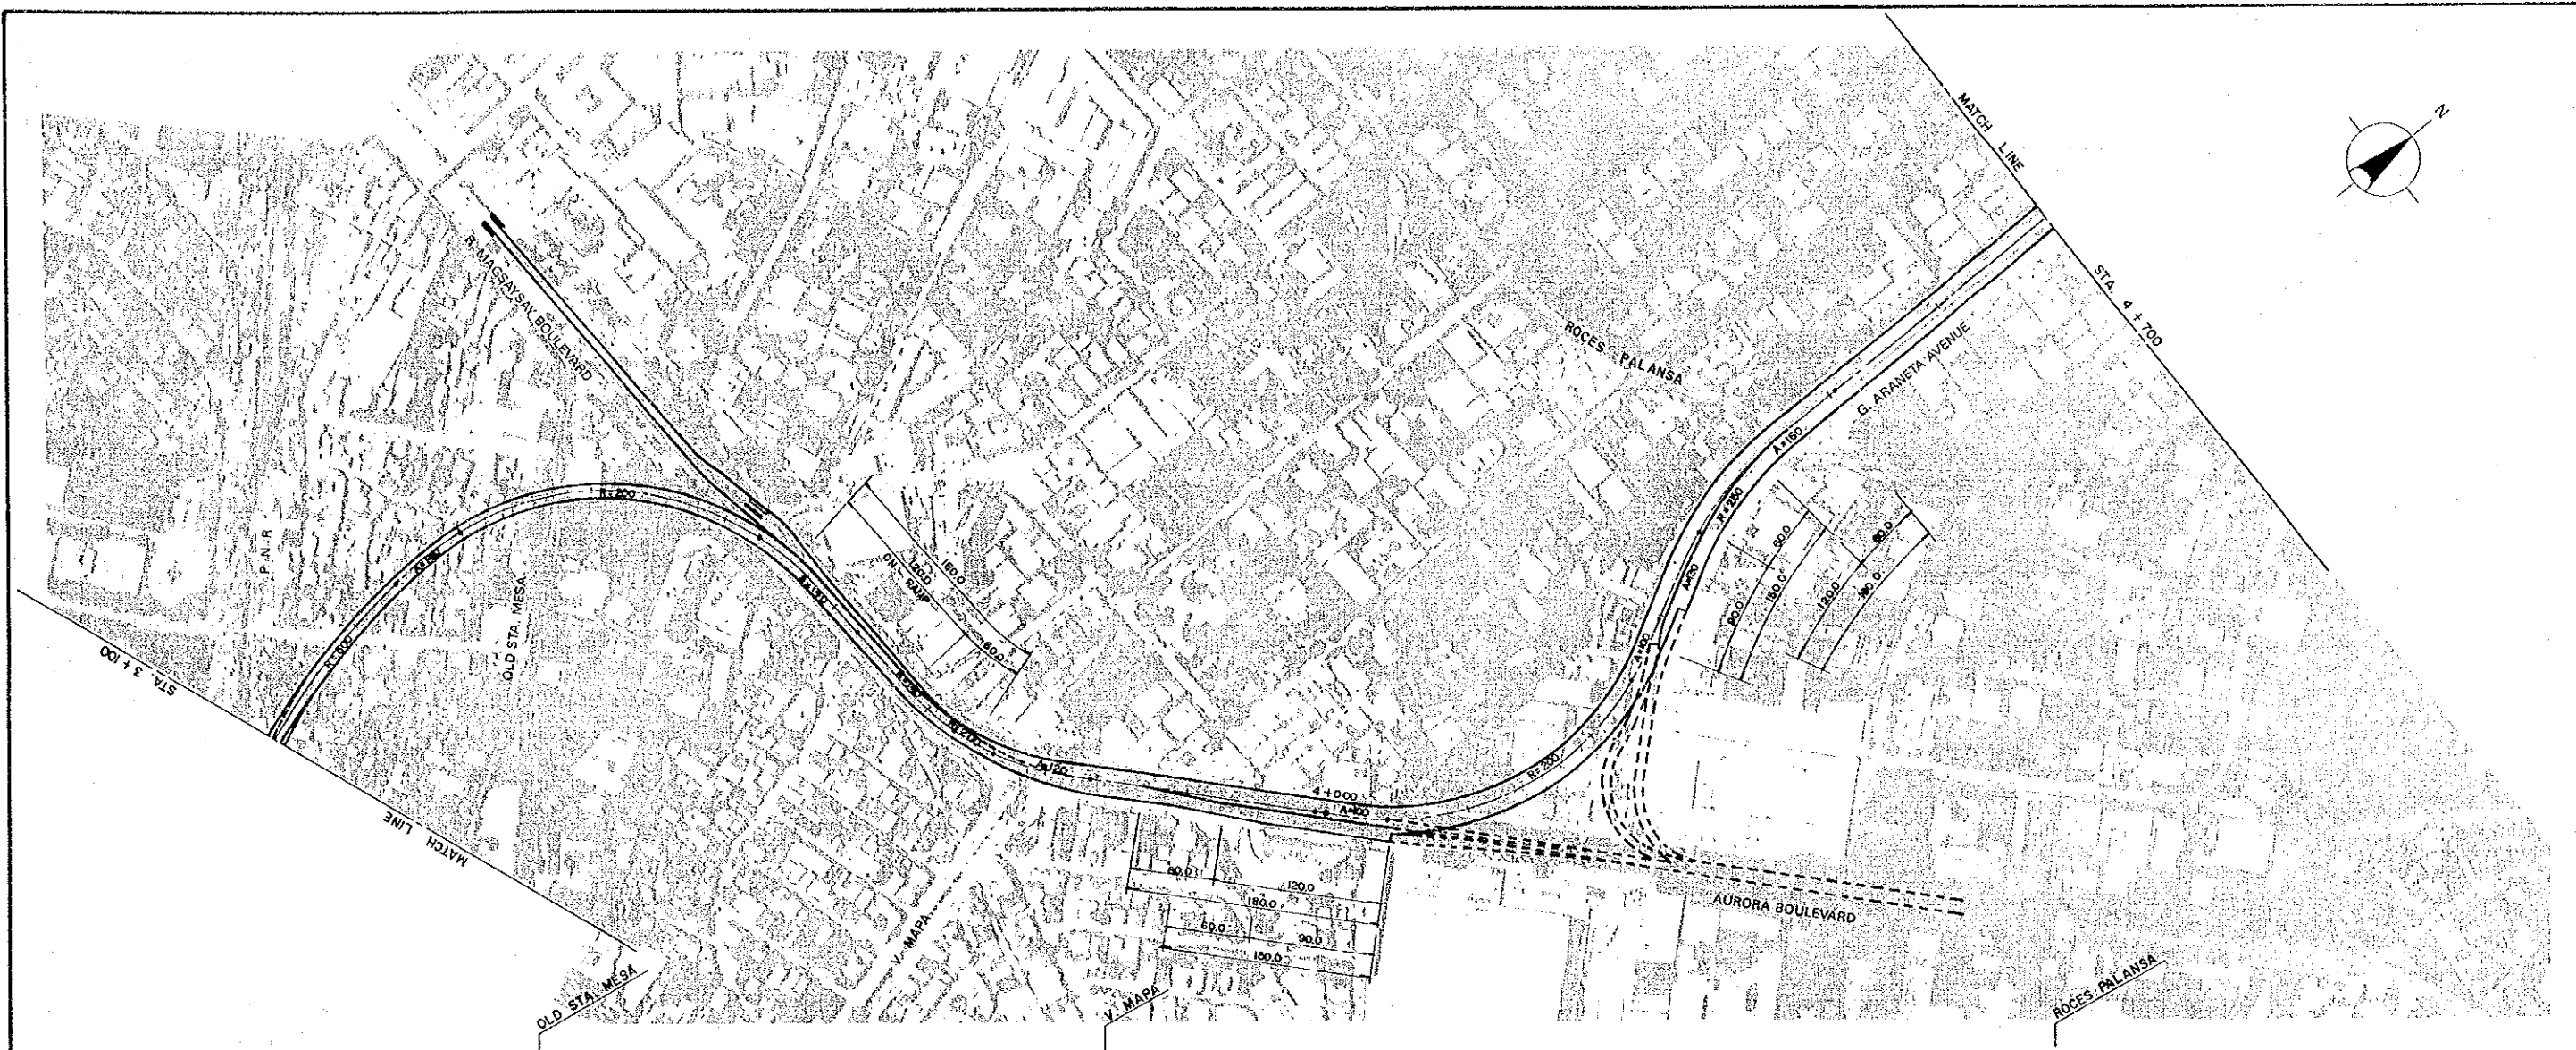 MATCH LINE
N
STA. 4 + 700
R. MAGSAYSAY BOULEVARD
ROCES - PALANSA
G. ARANETA AVENUE
A=150
R=250
R=200
P.N.R
OLD STA. MESA
180.0
120.0
ON - RAMP
60.0
60.0
150.0
90.0
60.0
120.0
180.0
STA. 3 + 100
MATCH LINE
A=120
4+000
A=100
R=200
A=100
60.0
120.0
180.0
60.0
90.0
150.0
V. MAPA
AURORA BOULEVARD
OLD STA. MESA
V. MAPA
ROCES PALANSA